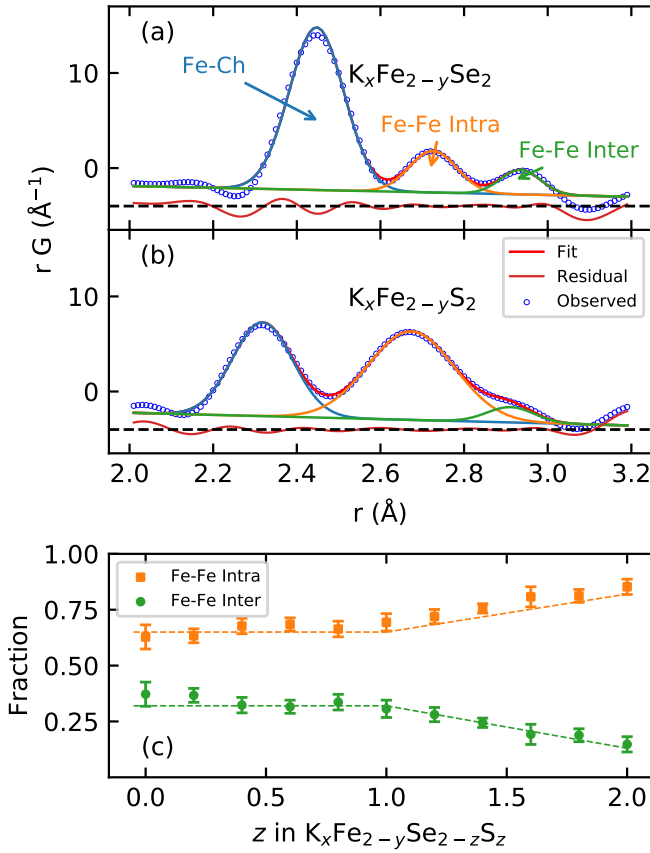 (a)
Fe-Ch
KₓFe₂₋ᵧSe₂
Fe-Fe Intra
Fe-Fe Inter
10
0
r G (Å⁻¹)
(b)
KₓFe₂₋ᵧS₂
Fit
Residual
Observed
10
0
2.0 2.2 2.4 2.6 2.8 3.0 3.2
r (Å)
1.00
0.75
0.50
0.25
Fraction
Fe-Fe Intra
Fe-Fe Inter
(c)
0.0 0.5 1.0 1.5 2.0
z in KₓFe₂₋ᵧSe₂₋zSz